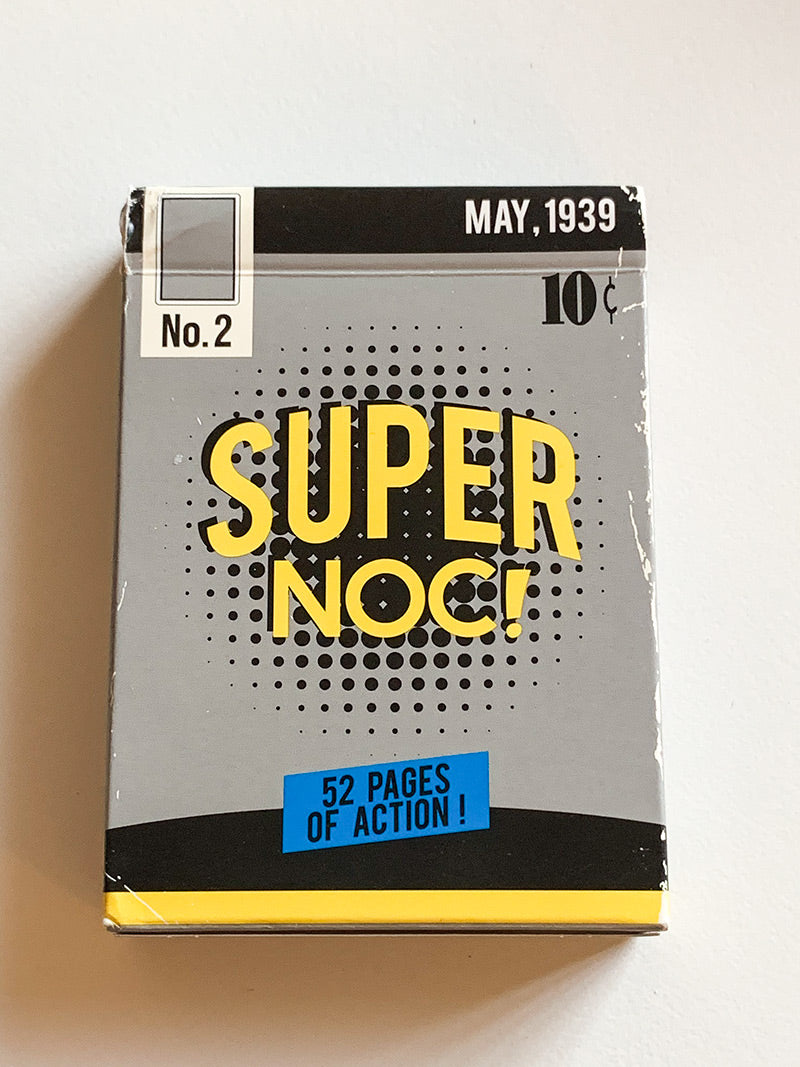 MAY, 1939
No. 2
10¢
SUPER
NOC!
52 PAGES
OF ACTION!